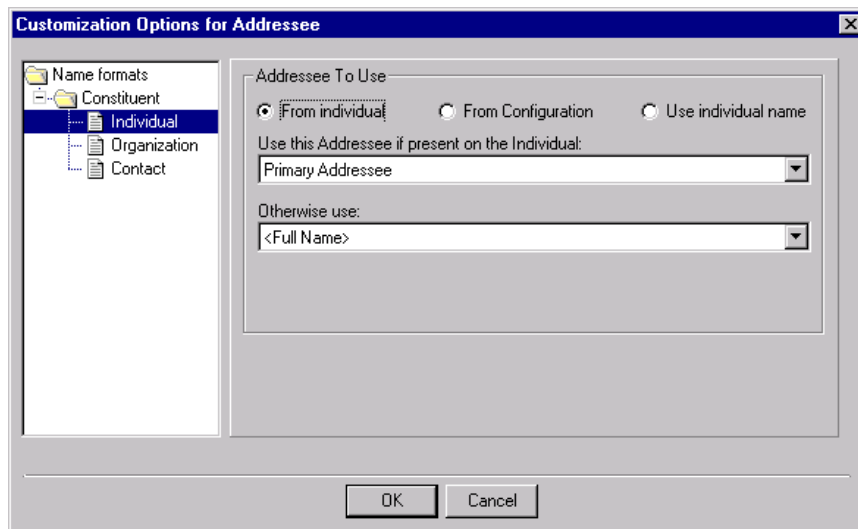 Customization Options for Addressee
Name formats
Constituent
Individual
Organization
Contact
Addressee To Use
From individual
From Configuration
Use individual name
Use this Addressee if present on the Individual:
Primary Addressee
Otherwise use:
<Full Name>
OK
Cancel